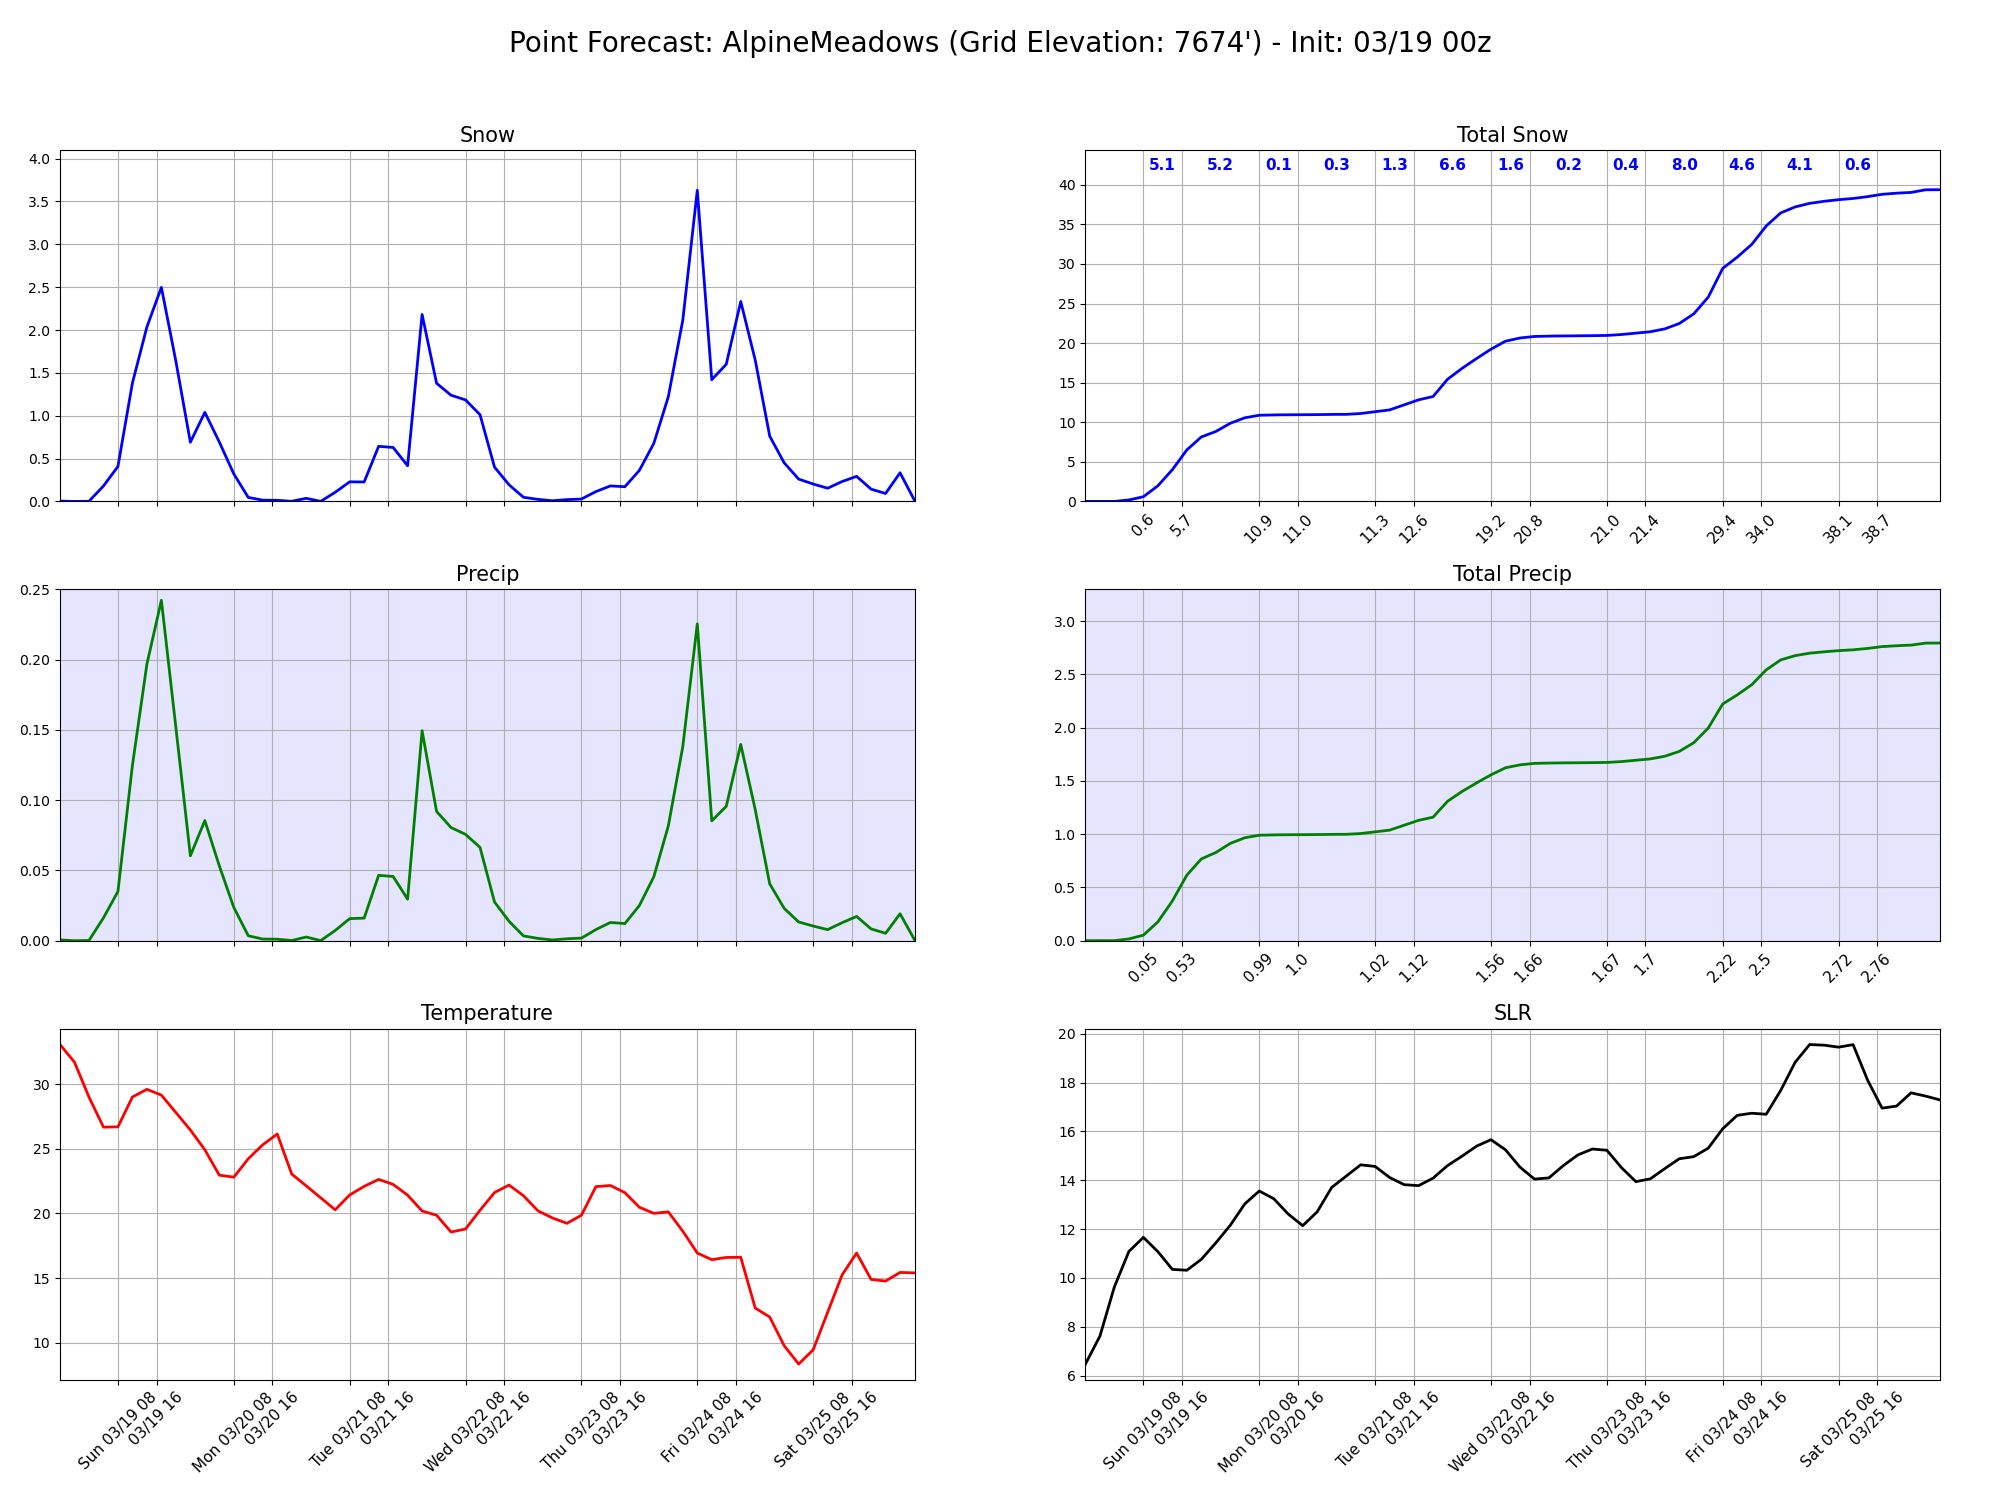 Point Forecast: AlpineMeadows (Grid Elevation: 7674') - Init: 03/19 00z
Snow
4.0
3.5
3.0
2.5
2.0
1.5
1.0
0.5
0.0
Total Snow
5.1 5.2 0.1 0.3 1.3 6.6 1.6 0.2 0.4 8.0 4.6 4.1 0.6
40
35
30
25
20
15
10
5
0
0.6 5.7 10.9 11.0 11.3 12.6 19.2 20.8 21.0 21.4 29.4 34.0 38.1 38.7
Precip
0.25
0.20
0.15
0.10
0.05
0.00
Total Precip
3.0
2.5
2.0
1.5
1.0
0.5
0.0
0.05 0.53 0.99 1.0 1.02 1.12 1.56 1.66 1.67 1.7 2.22 2.5 2.72 2.76
Temperature
30
25
20
15
10
Sun 03/19 08
03/19 16
Mon 03/20 08
03/20 16
Tue 03/21 08
03/21 16
Wed 03/22 08
03/22 16
Thu 03/23 08
03/23 16
Fri 03/24 08
03/24 16
Sat 03/25 08
03/25 16
SLR
20
18
16
14
12
10
8
6
Sun 03/19 08
03/19 16
Mon 03/20 08
03/20 16
Tue 03/21 08
03/21 16
Wed 03/22 08
03/22 16
Thu 03/23 08
03/23 16
Fri 03/24 08
03/24 16
Sat 03/25 08
03/25 16